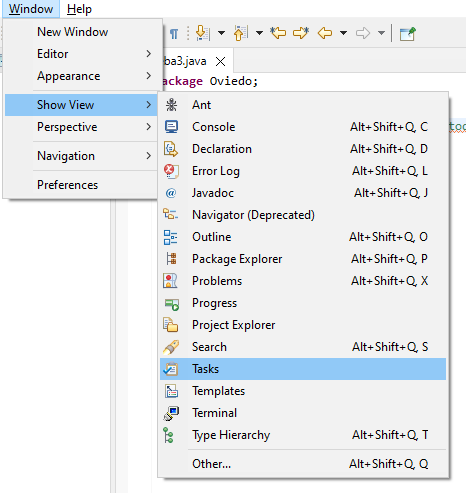 Window Help
New Window
Editor
Appearance
Show View
Perspective
Navigation
Preferences
ba3.java
ackage Oviedo;
Ant
Console Alt+Shift+Q, C
Declaration Alt+Shift+Q, D
Error Log Alt+Shift+Q, L
Javadoc Alt+Shift+Q, J
Navigator (Deprecated)
Outline Alt+Shift+Q, O
Package Explorer Alt+Shift+Q, P
Problems Alt+Shift+Q, X
Progress
Project Explorer
Search Alt+Shift+Q, S
Tasks
Templates
Terminal
Type Hierarchy Alt+Shift+Q, T
Other... Alt+Shift+Q, Q